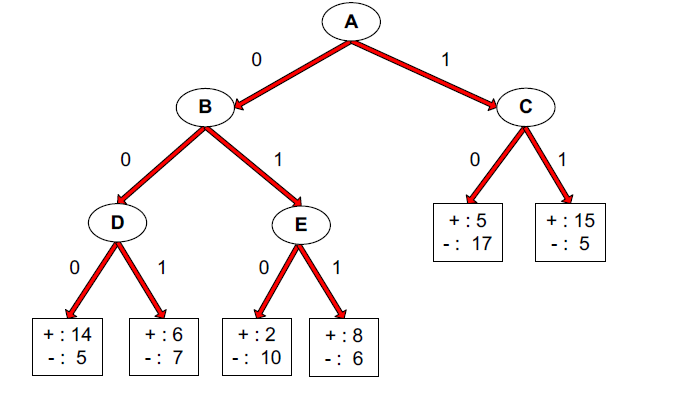 A
0
1
B
C
0
1
0
1
+ : 5
- : 17
+ : 15
- : 5
D
E
0
1
0
1
+ : 14
- : 5
+ : 6
- : 7
+ : 2
- : 10
+ : 8
- : 6